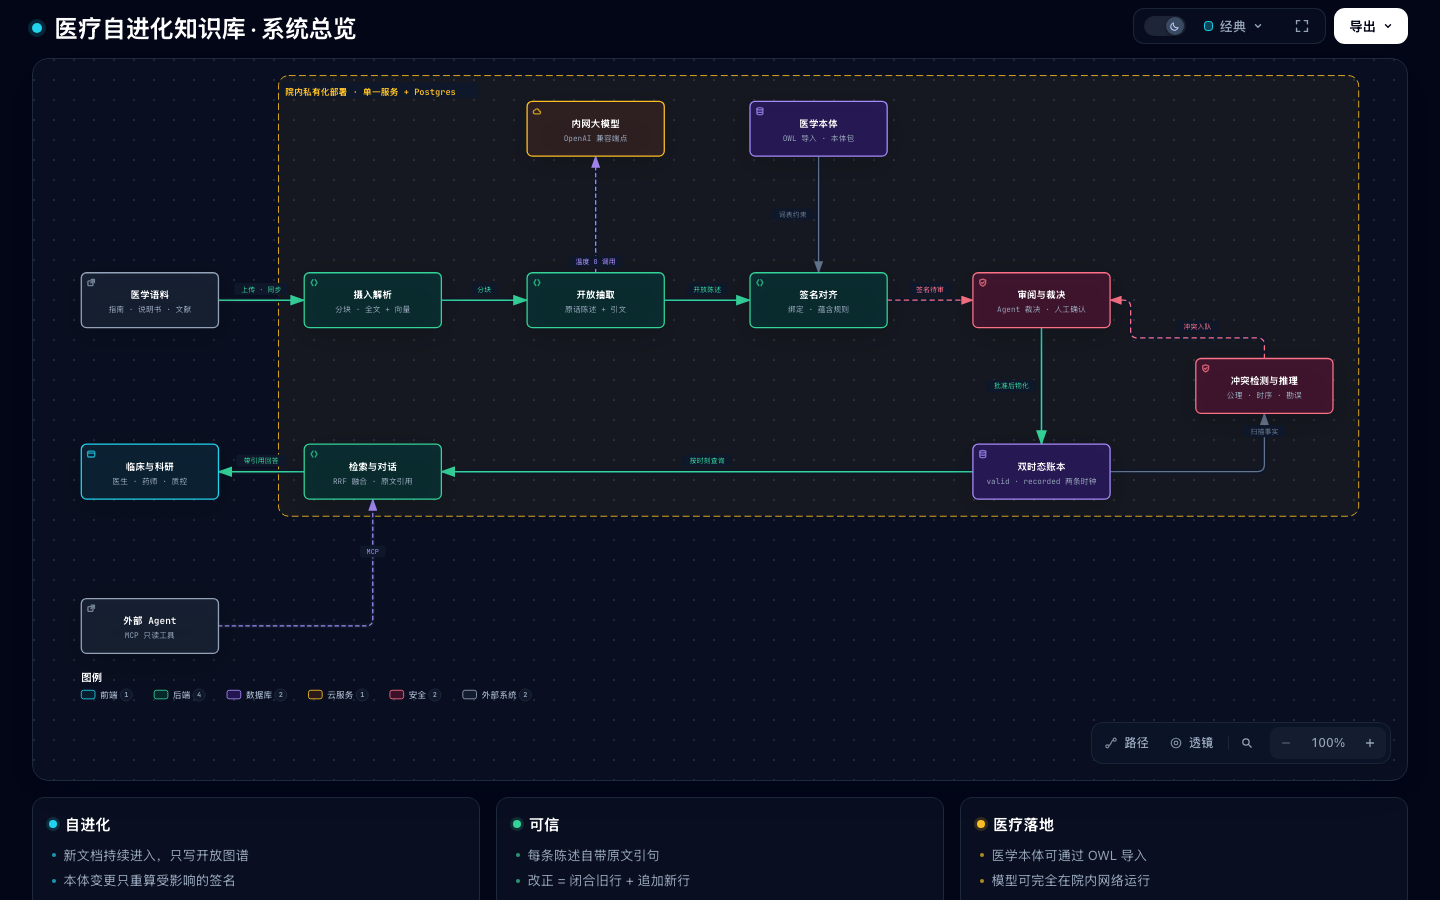 医疗自进化知识库 · 系统总览
经典
导出
院内私有化部署 · 单一服务 + Postgres
内网大模型
OpenAI 兼容端点
医学本体
OWL 导入 · 本体包
词表约束
温度 0 调用
医学语料
指南 · 说明书 · 文献
上传 · 同步
摄入解析
分块 · 全文 + 向量
分块
开放抽取
原话陈述 + 引文
开放陈述
签名对齐
绑定 · 蕴含规则
签名待审
审阅与裁决
Agent 裁决 · 人工确认
冲突入队
冲突检测与推理
公理 · 时序 · 勘误
批准后物化
扫描事实
临床与科研
医生 · 药师 · 质控
带引用回答
检索与对话
RRF 融合 · 原文引用
按时刻查询
双时态账本
valid · recorded 两条时钟
MCP
外部 Agent
MCP 只读工具
图例
前端 1
后端 4
数据库 2
云服务 1
安全 2
外部系统 2
路径
透镜
100%
自进化
新文档持续进入，只写开放图谱
本体变更只重算受影响的签名
可信
每条陈述自带原文引句
改正 = 闭合旧行 + 追加新行
医疗落地
医学本体可通过 OWL 导入
模型可完全在院内网络运行